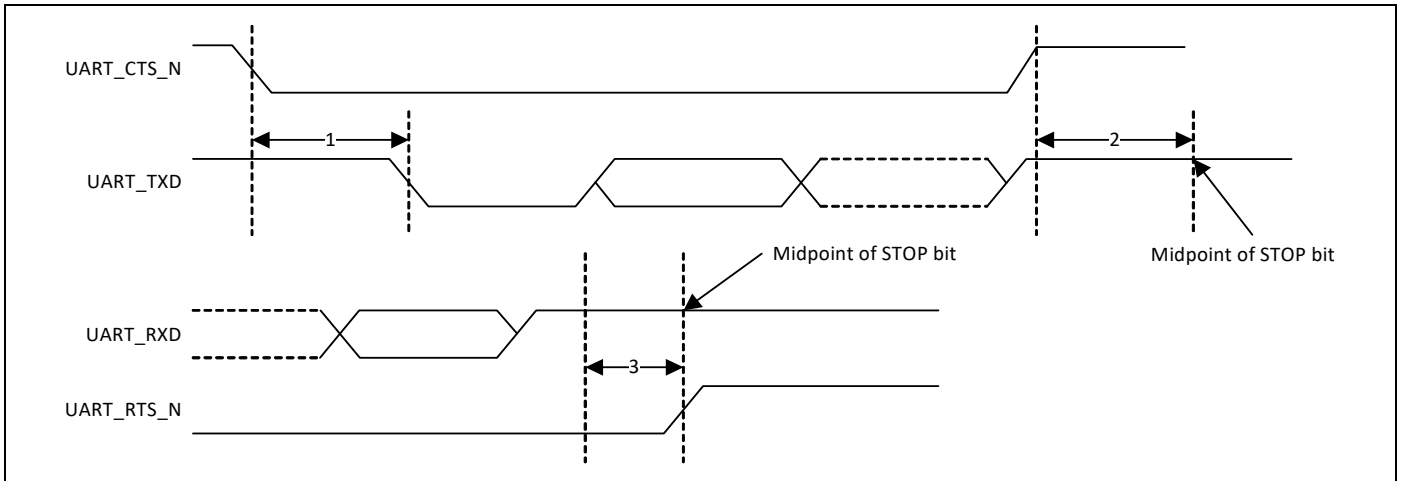 UART_CTS_N
1
2
UART_TXD
Midpoint of STOP bit
Midpoint of STOP bit
UART_RXD
3
UART_RTS_N